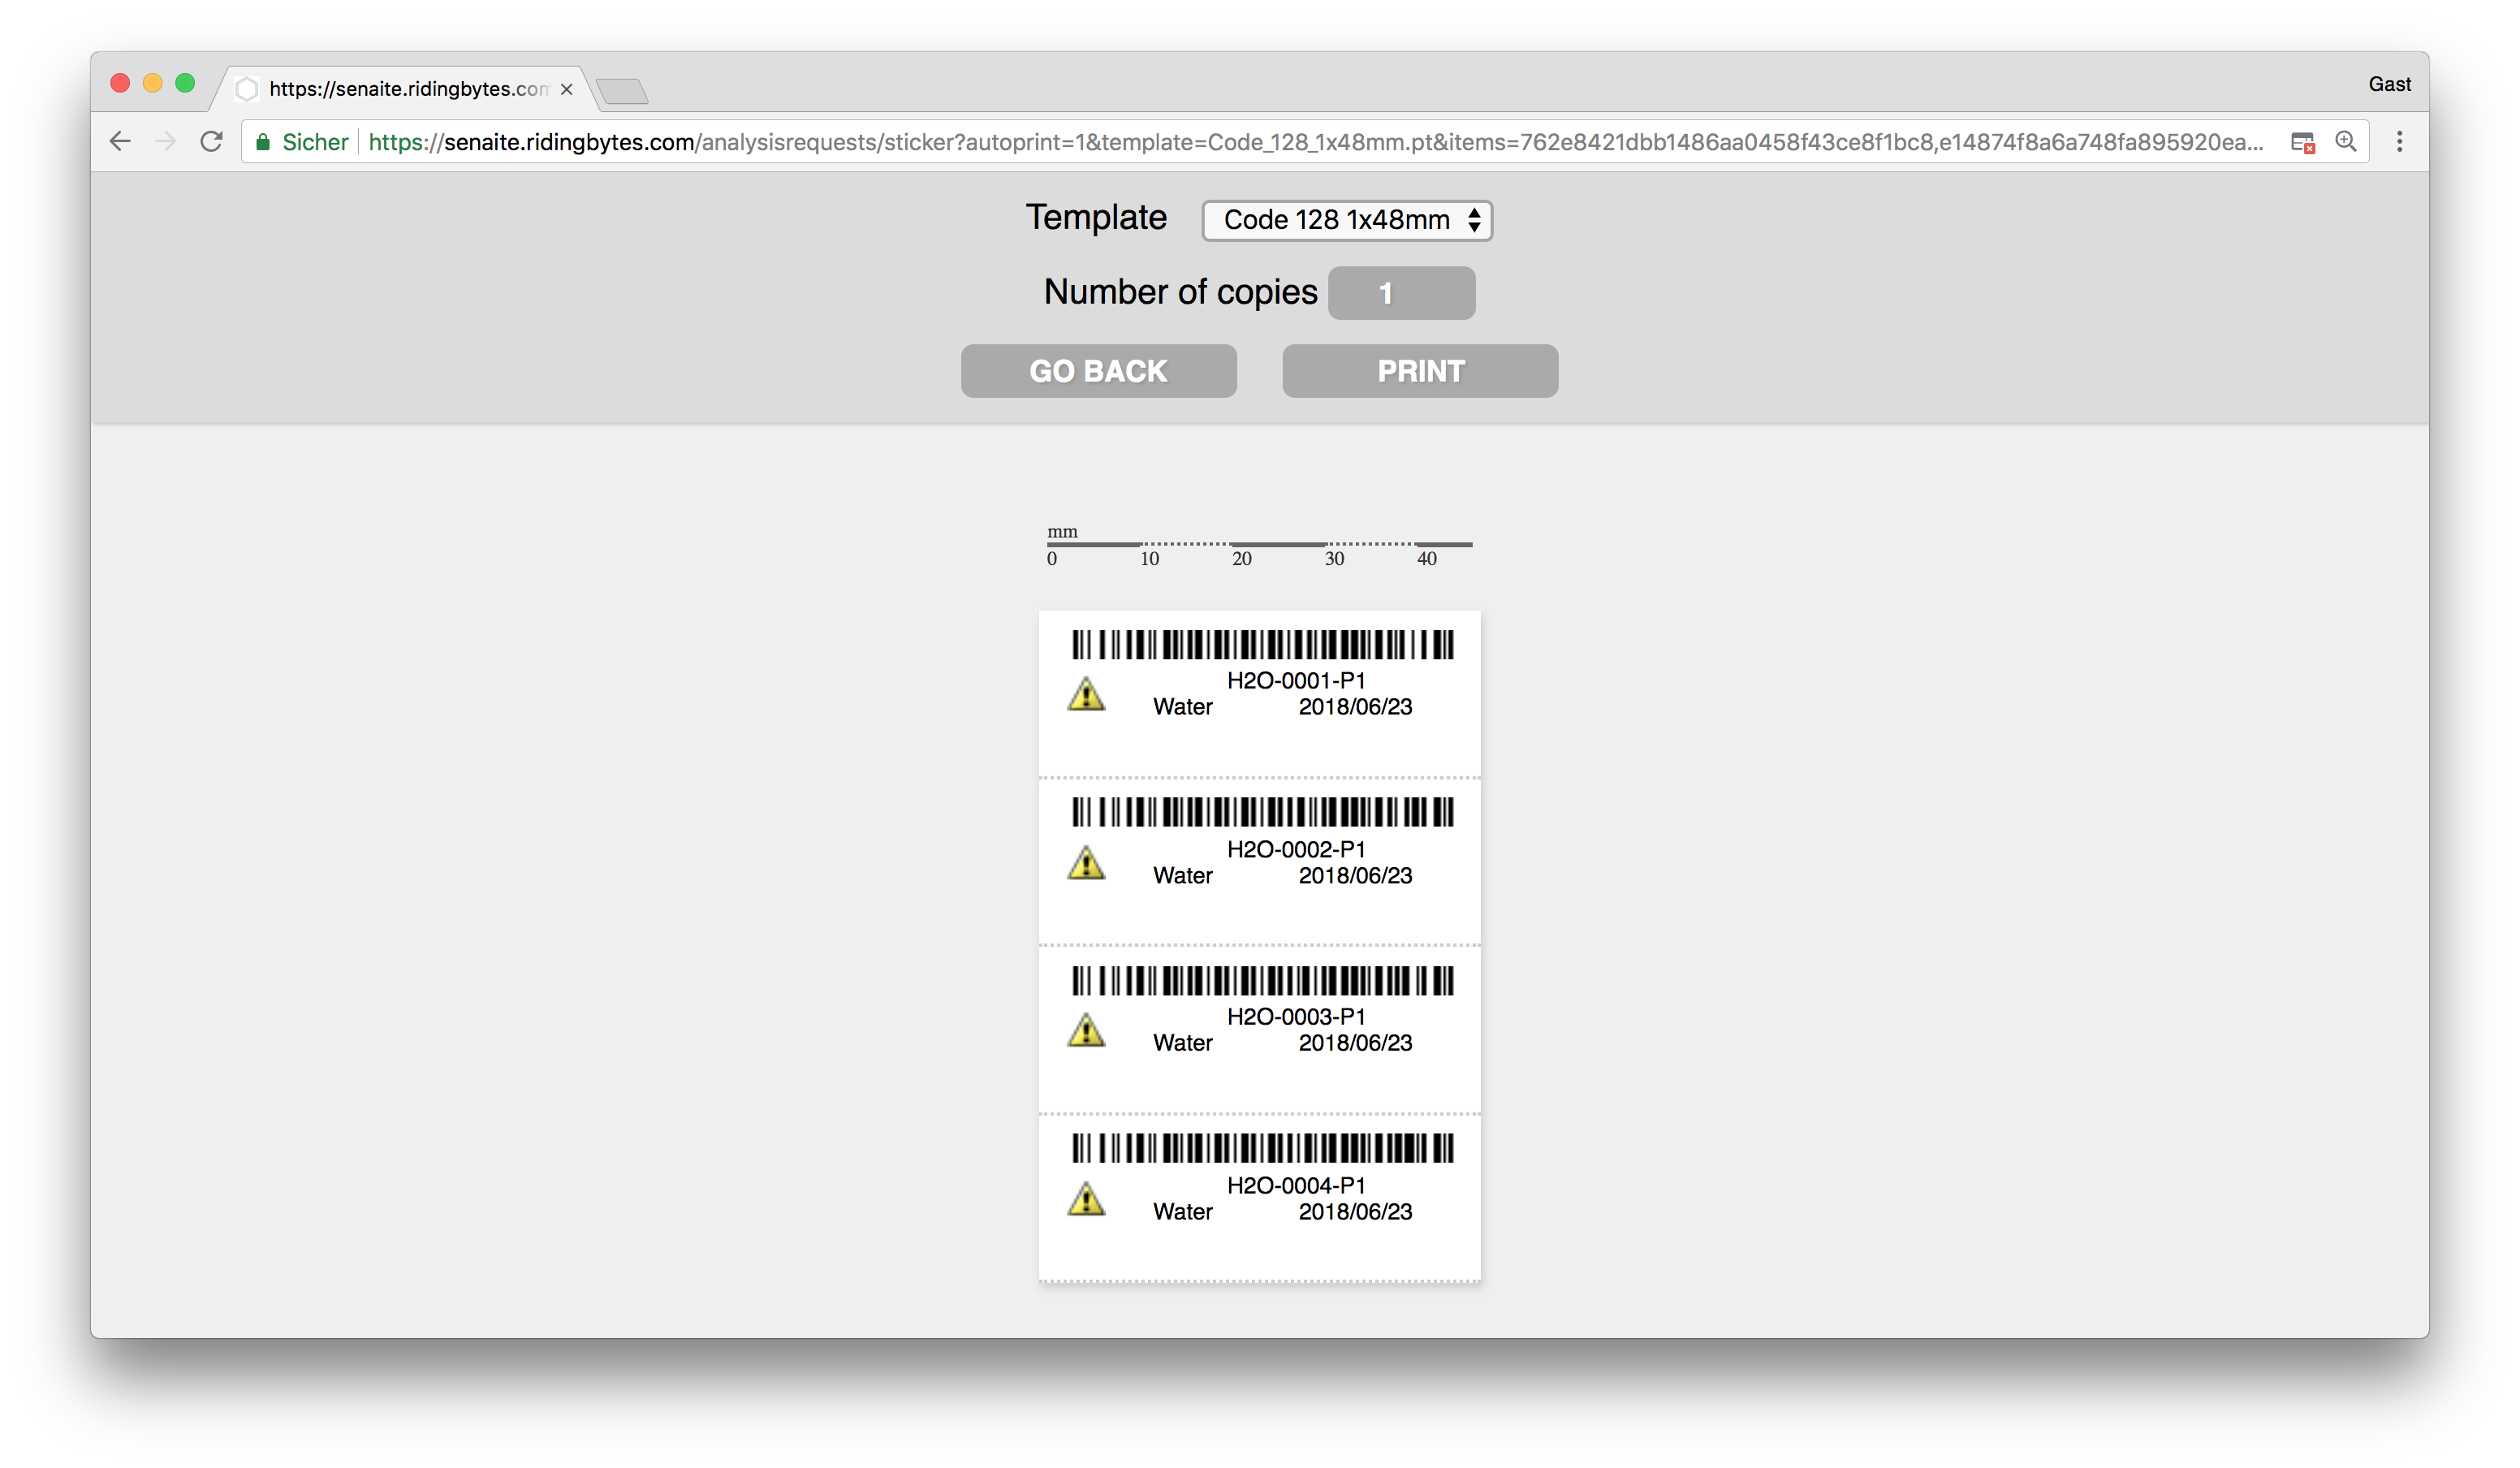 https://senaite.ridingbytes.com
Gast
Sicher https://senaite.ridingbytes.com/analysisrequests/sticker?autoprint=1&template=Code_128_1x48mm.pt&items=762e8421dbb1486aa0458f43ce8f1bc8,e14874f8a6a748fa895920ea...
Template Code 128 1x48mm
Number of copies 1
GO BACK PRINT
mm
0 10 20 30 40
H2O-0001-P1
Water 2018/06/23
H2O-0002-P1
Water 2018/06/23
H2O-0003-P1
Water 2018/06/23
H2O-0004-P1
Water 2018/06/23